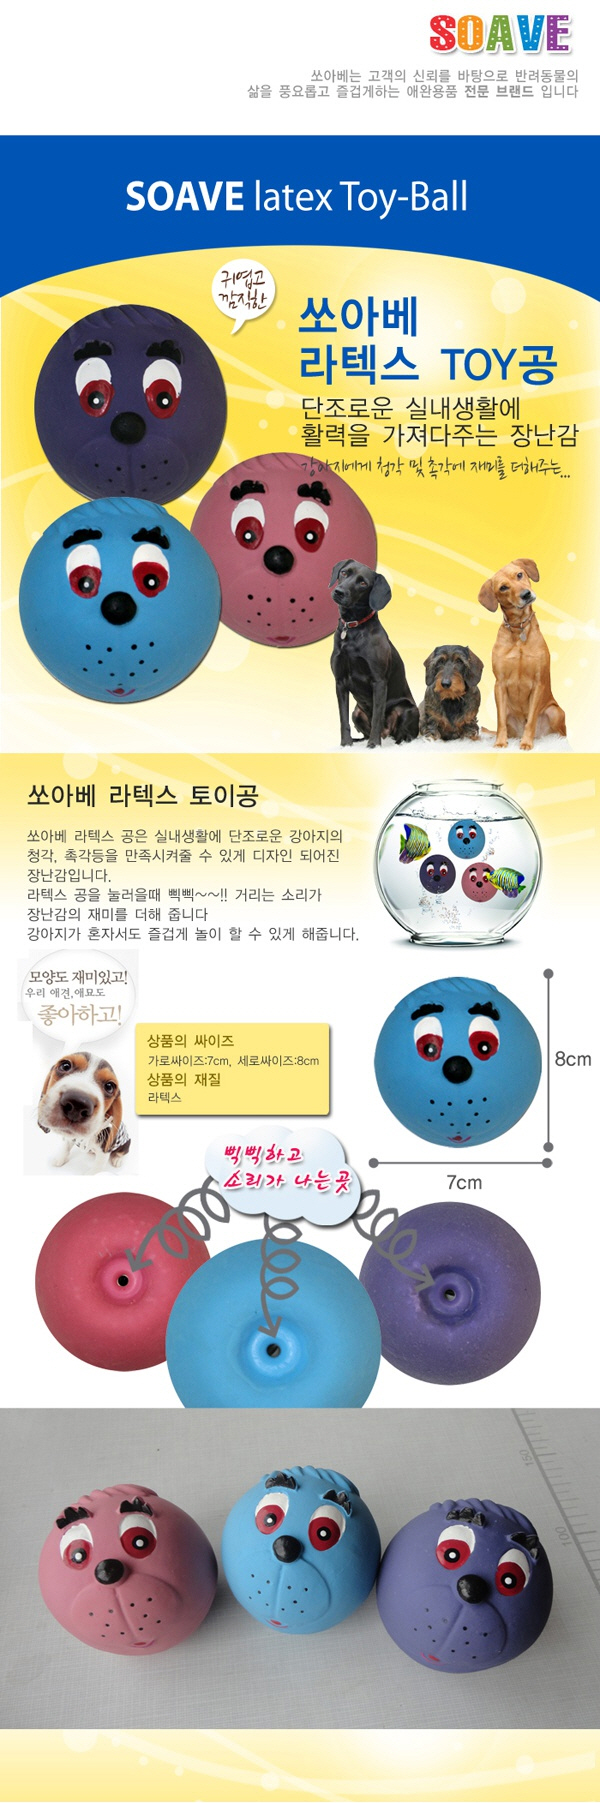 SOAVE
쏘아베는 고객의 신뢰를 바탕으로 반려동물의
삶을 풍요롭고 즐겁게하는 애완용품 전문 브랜드 입니다
SOAVE latex Toy-Ball
귀엽고
깜직한
쏘아베
라텍스 TOY공
단조로운 실내생활에
활력을 가져다주는 장난감
강아지에게 청각 및 촉각에 재미를 더해주는...
쏘아베 라텍스 토이공
쏘아베 라텍스 공은 실내생활에 단조로운 강아지의
청각, 촉각등을 만족시켜줄 수 있게 디자인 되어진
장난감입니다.
라텍스 공을 눌러을때 삑삑~~!! 거리는 소리가
장난감의 재미를 더해 줍니다
강아지가 혼자서도 즐겁게 놀이 할 수 있게 해줍니다.
모양도 재미있고!
우리 애견,애묘도
좋아하고!
상품의 싸이즈
가로싸이즈:7cm, 세로싸이즈:8cm
상품의 재질
라텍스
8cm
7cm
삑삑하고
소리가 나는곳
150
100